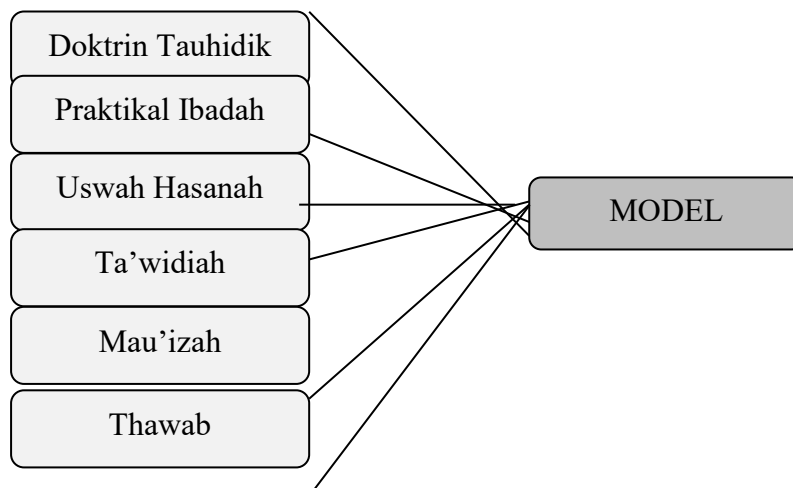 Doktrin Tauhidik
Praktikal Ibadah
Uswah Hasanah
Ta’widiah
Mau’izah
Thawab
MODEL